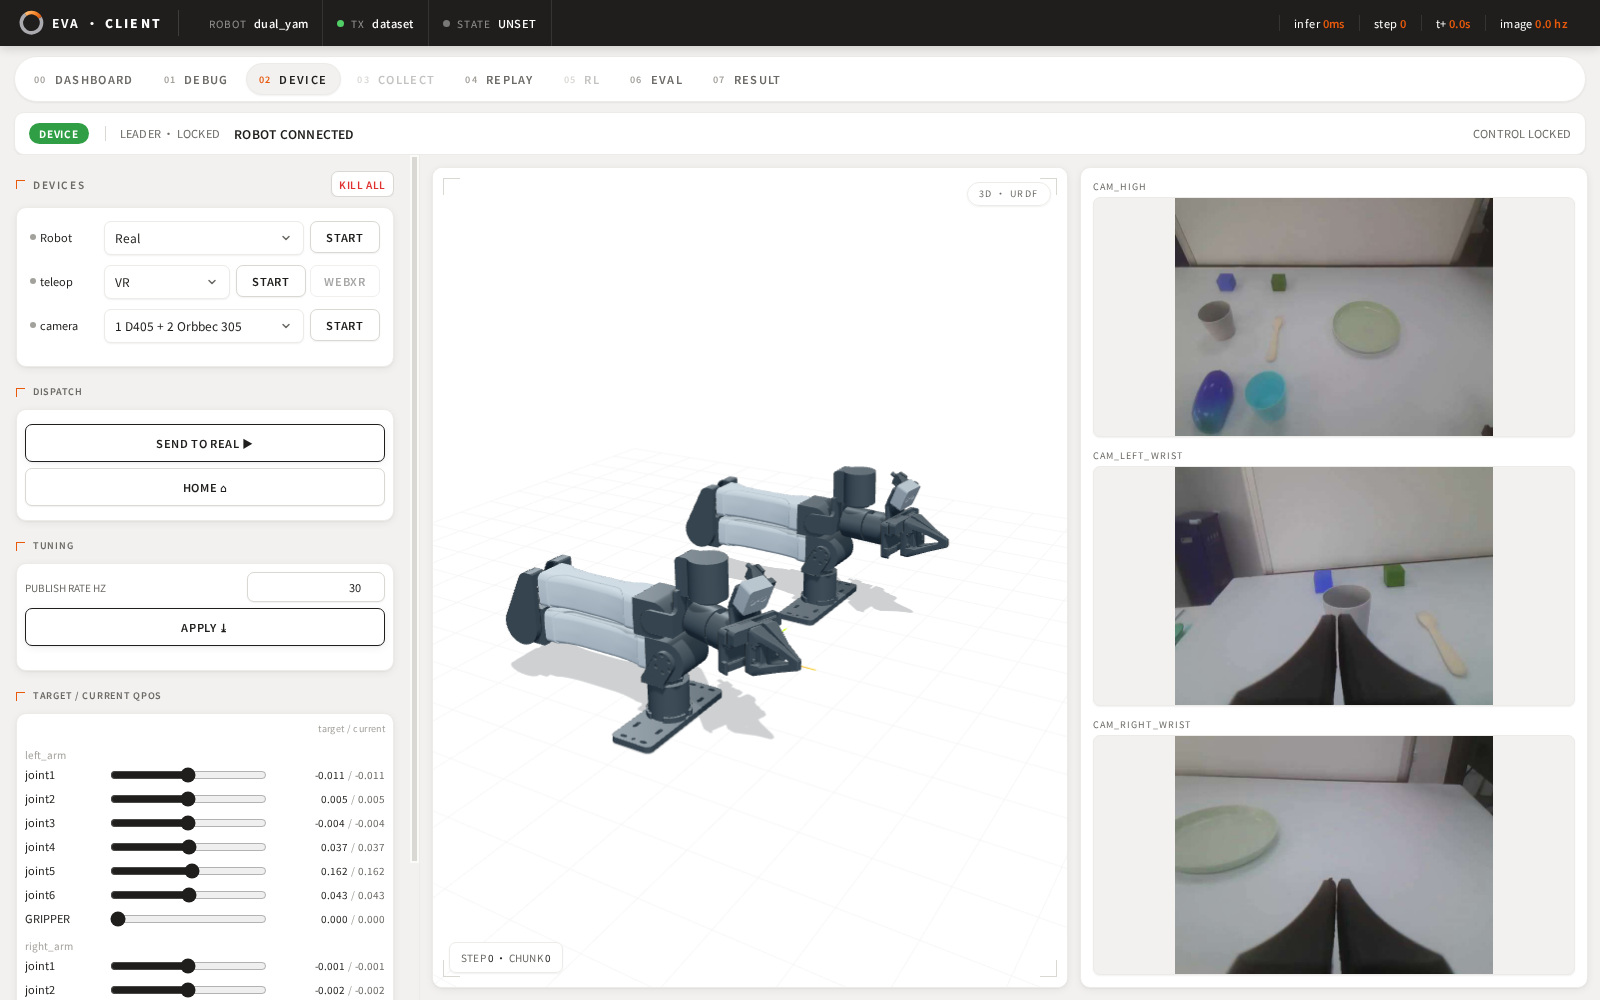 EVA • CLIENT
ROBOT dual_yam
TX dataset
STATE UNSET
infer 0ms
step 0
t+ 0.0s
image 0.0 hz
00 DASHBOARD
01 DEBUG
02 DEVICE
03 COLLECT
04 REPLAY
05 RL
06 EVAL
07 RESULT
DEVICE
LEADER • LOCKED
ROBOT CONNECTED
CONTROL LOCKED
DEVICES
KILL ALL
Robot
Real
START
teleop
VR
START
WEBXR
camera
1 D405 + 2 Orbbec 305
START
DISPATCH
SEND TO REAL ▶
HOME ⌂
TUNING
PUBLISH RATE HZ
30
APPLY ⤓
TARGET / CURRENT QPOS
target / current
left_arm
joint1 -0.011 / -0.011
joint2 0.005 / 0.005
joint3 -0.004 / -0.004
joint4 0.037 / 0.037
joint5 0.162 / 0.162
joint6 0.043 / 0.043
GRIPPER 0.000 / 0.000
right_arm
joint1 -0.001 / -0.001
joint2 -0.002 / -0.002
3D • URDF
STEP 0 • CHUNK 0
CAM_HIGH
CAM_LEFT_WRIST
CAM_RIGHT_WRIST